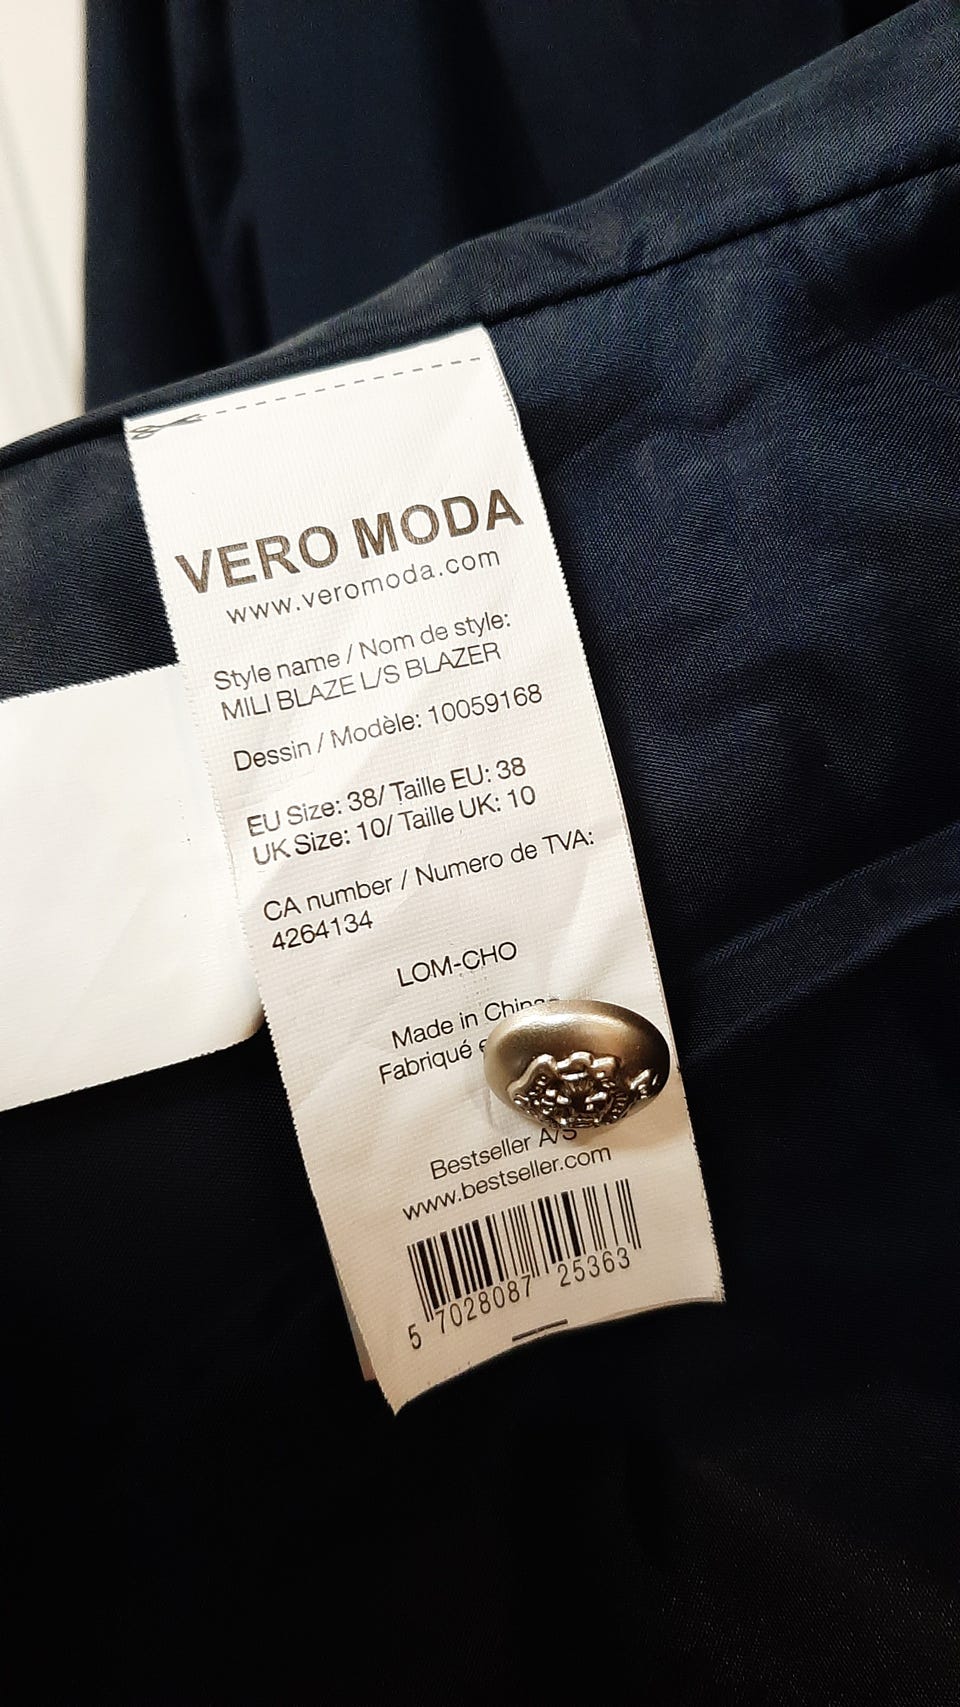 VERO MODA
www.veromoda.com
Style name / Nom de style:
MILI BLAZE L/S BLAZER
Dessin / Modèle: 10059168
EU Size: 38/ Taille EU: 38
UK Size: 10/ Taille UK: 10
CA number / Numero de TVA:
4264134
LOM-CHO
Made in China
Fabriqué
Bestseller A/S
www.bestseller.com
5 7028087 25363